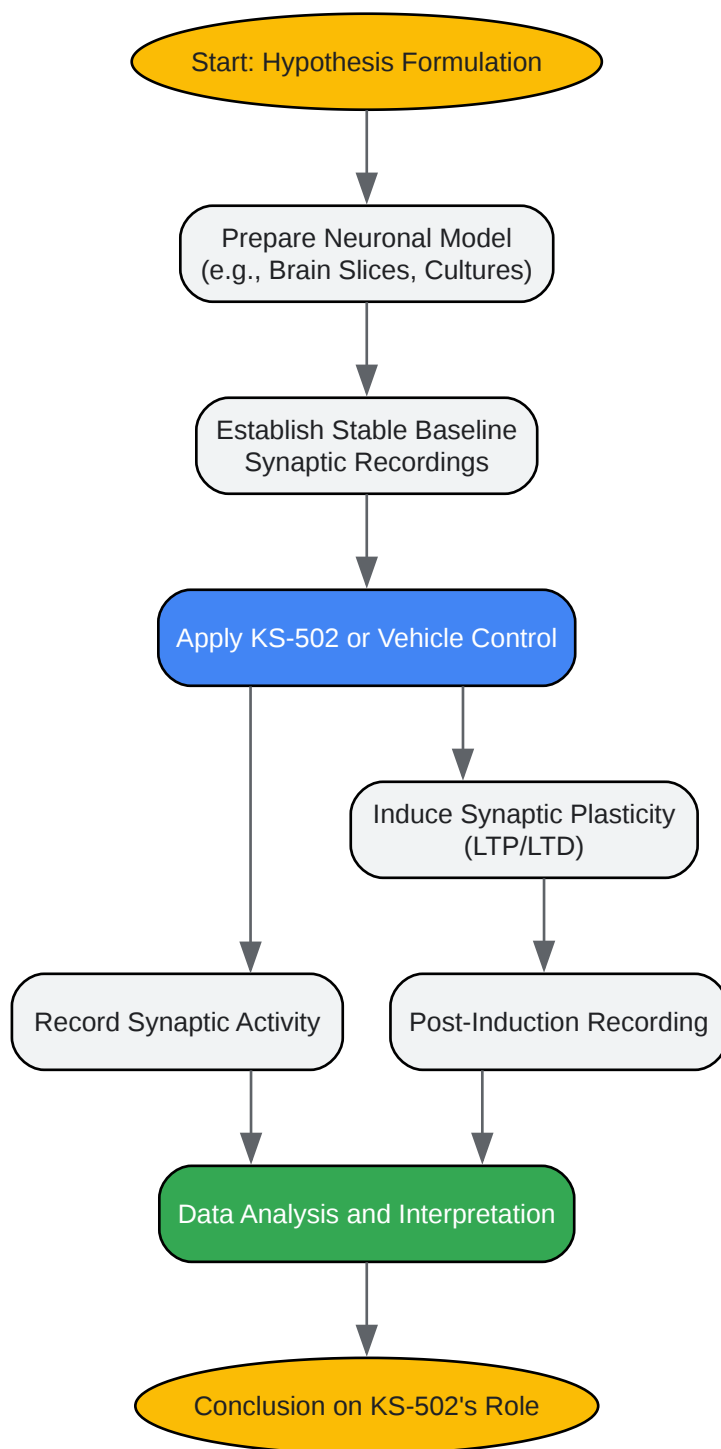 Start: Hypothesis Formulation
Prepare Neuronal Model
(e.g., Brain Slices, Cultures)
Establish Stable Baseline
Synaptic Recordings
Apply KS-502 or Vehicle Control
Induce Synaptic Plasticity
(LTP/LTD)
Record Synaptic Activity
Post-Induction Recording
Data Analysis and Interpretation
Conclusion on KS-502's Role